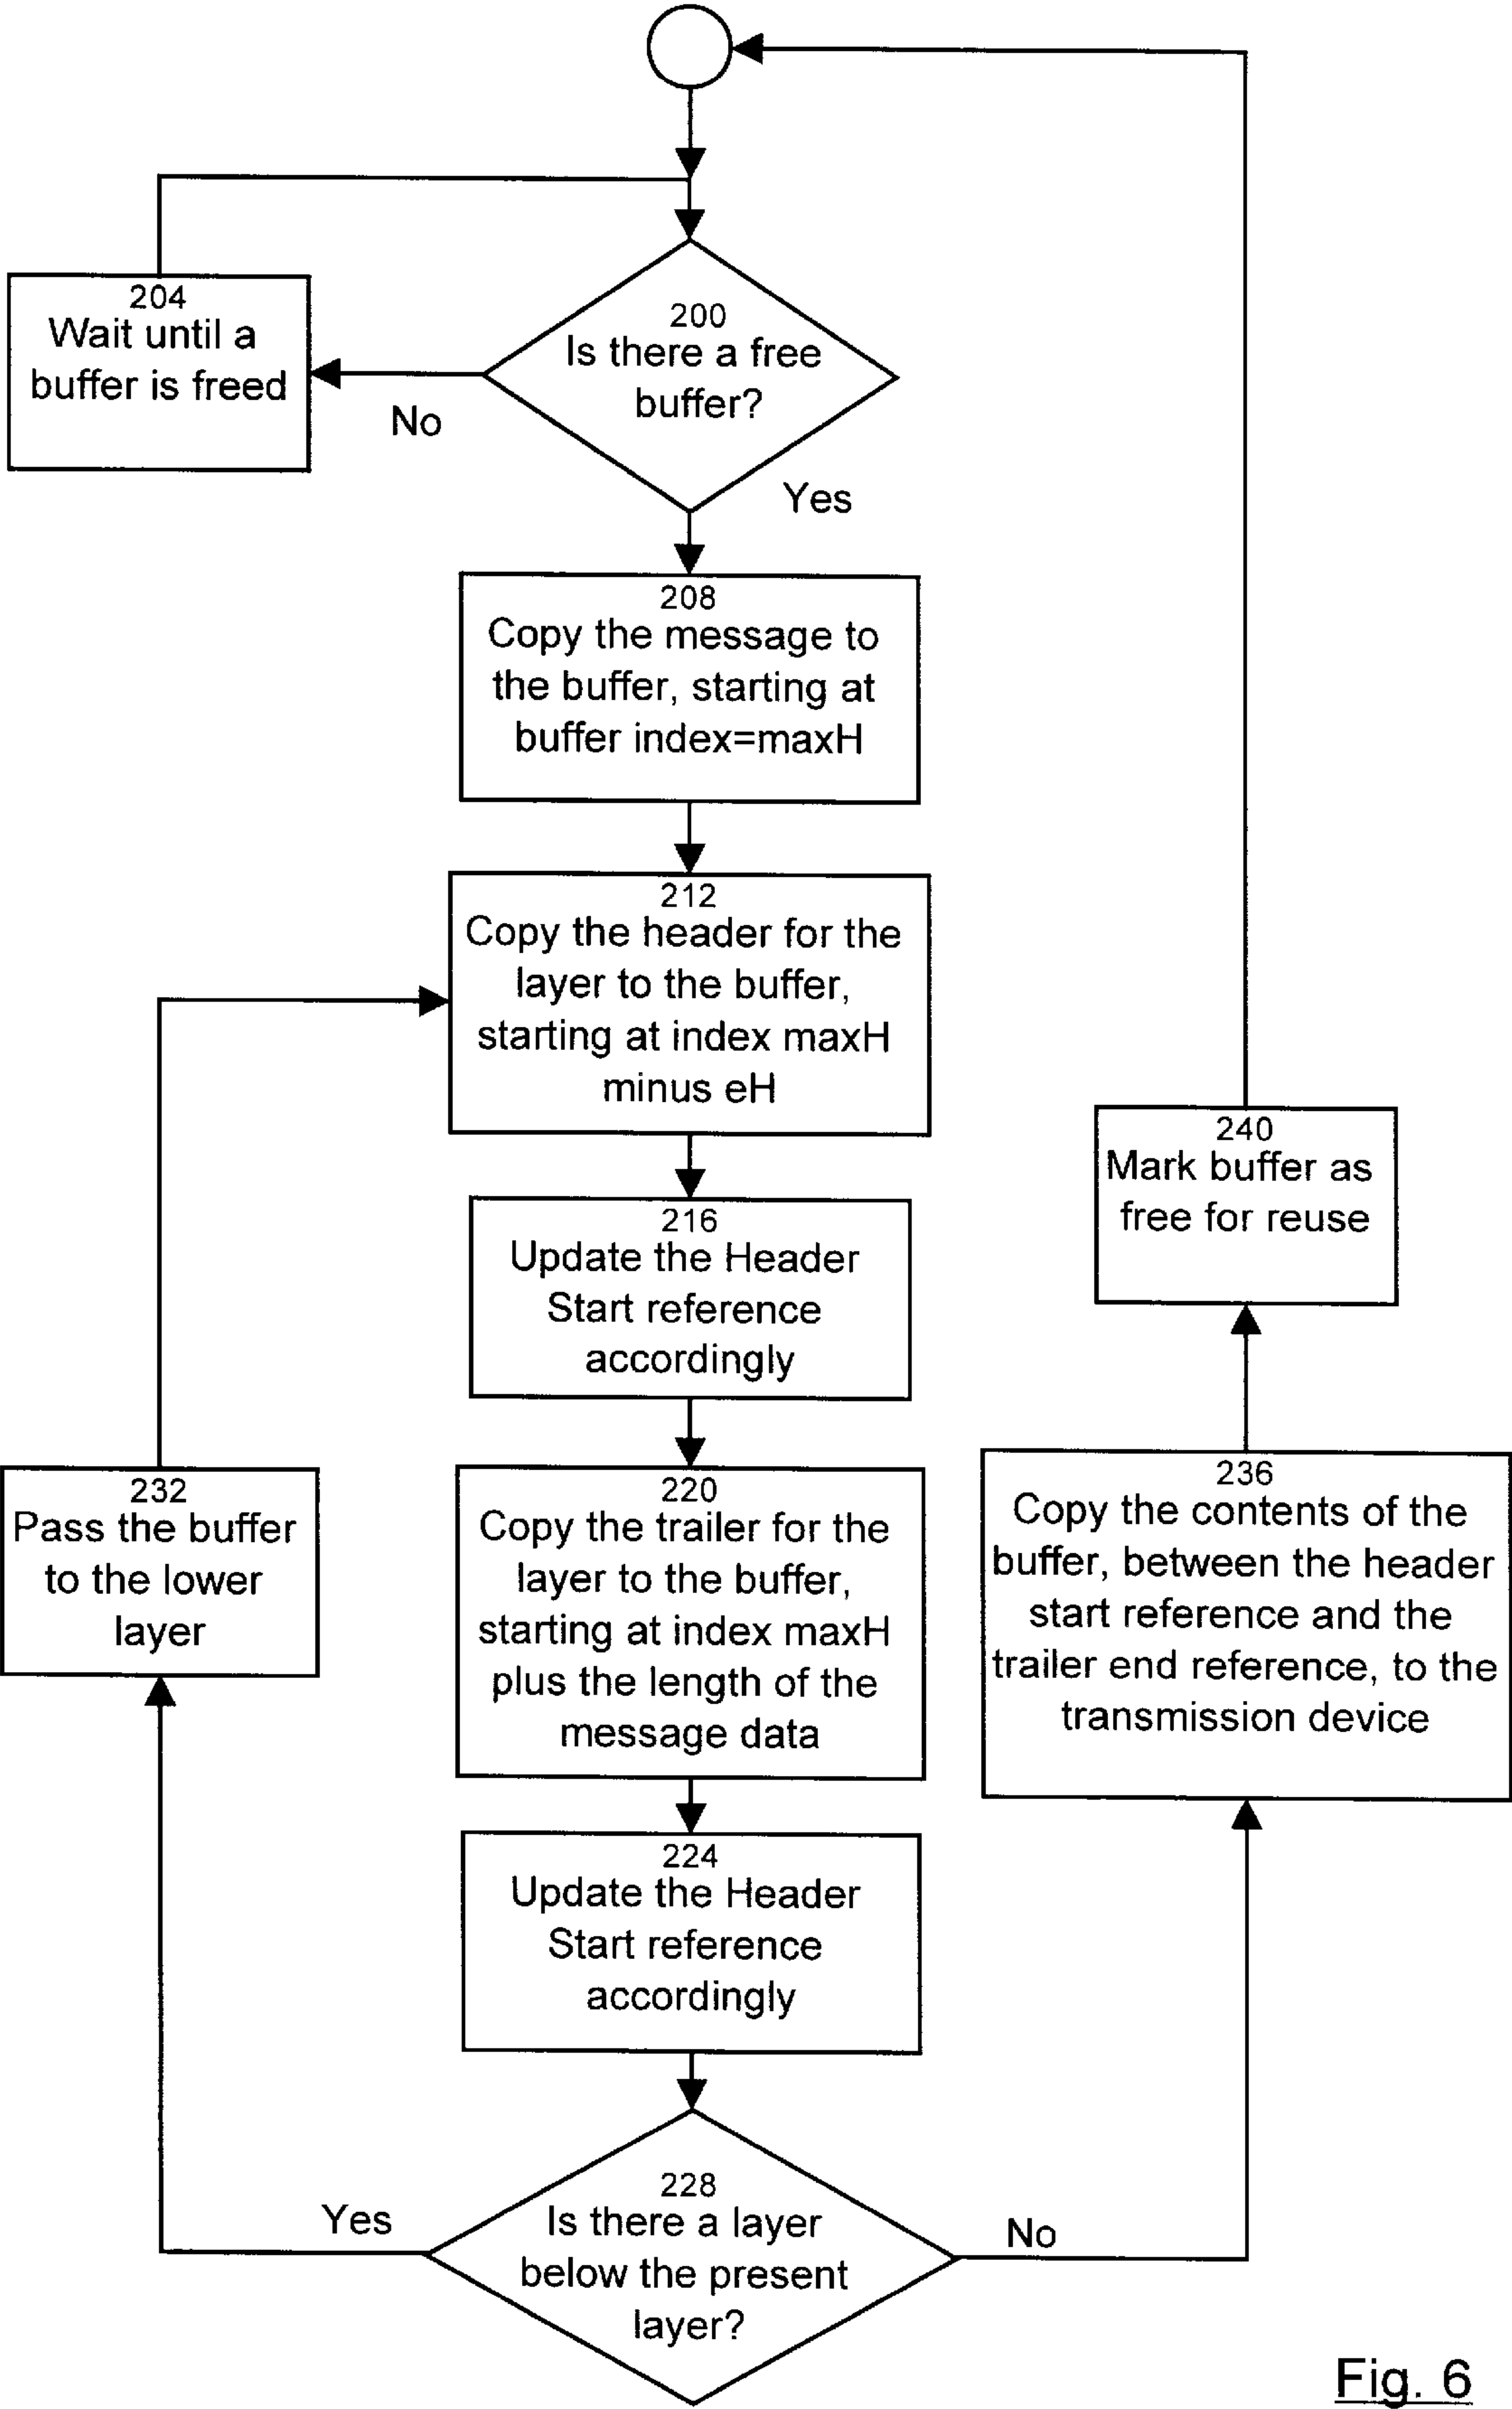 204
Wait until a
buffer is freed
200
Is there a free
buffer?
No
Yes
208
Copy the message to
the buffer, starting at
buffer index=maxH
212
Copy the header for the
layer to the buffer,
starting at index maxH
minus eH
240
Mark buffer as
free for reuse
216
Update the Header
Start reference
accordingly
232
Pass the buffer
to the lower
layer
220
Copy the trailer for the
layer to the buffer,
starting at index maxH
plus the length of the
message data
236
Copy the contents of the
buffer, between the header
start reference and the
trailer end reference, to the
transmission device
224
Update the Header
Start reference
accordingly
228
Is there a layer
below the present
layer?
Yes
No
Fig. 6